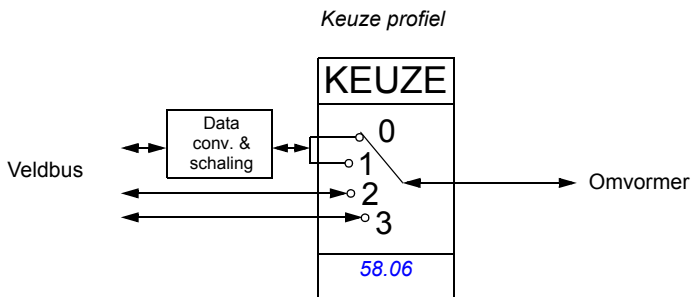 Keuze profiel
KEUZE
Data
conv. &
schaling
0
1
2
3
Veldbus
Omvormer
58.06